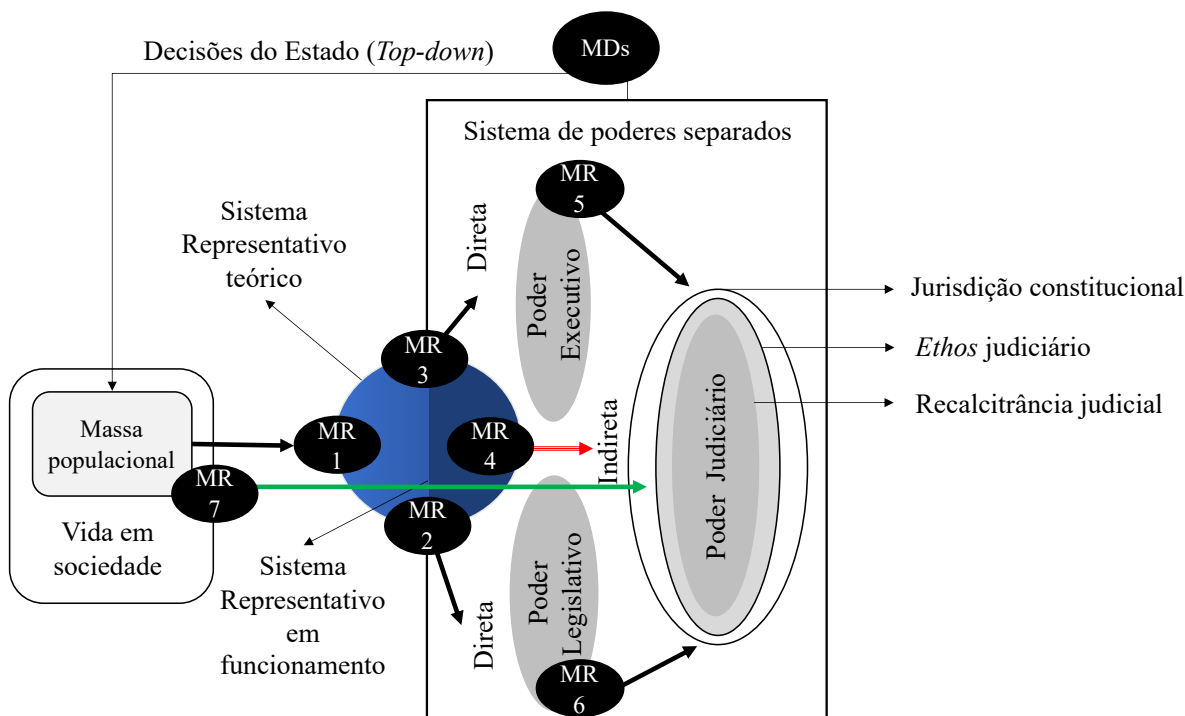 MDs
Decisões do Estado (Top-down)
Sistema de poderes separados
MR
5
Sistema
Representativo
teórico
Direta
Poder
Executivo
Jurisdição constitucional
MR
3
Ethos judiciário
Recalcitrância judicial
Massa
populacional
MR
1
MR
4
Indireta
Poder Judiciário
MR
7
MR
2
Vida em
sociedade
Sistema
Representativo
em
funcionamento
Direta
Poder
Legislativo
MR
6